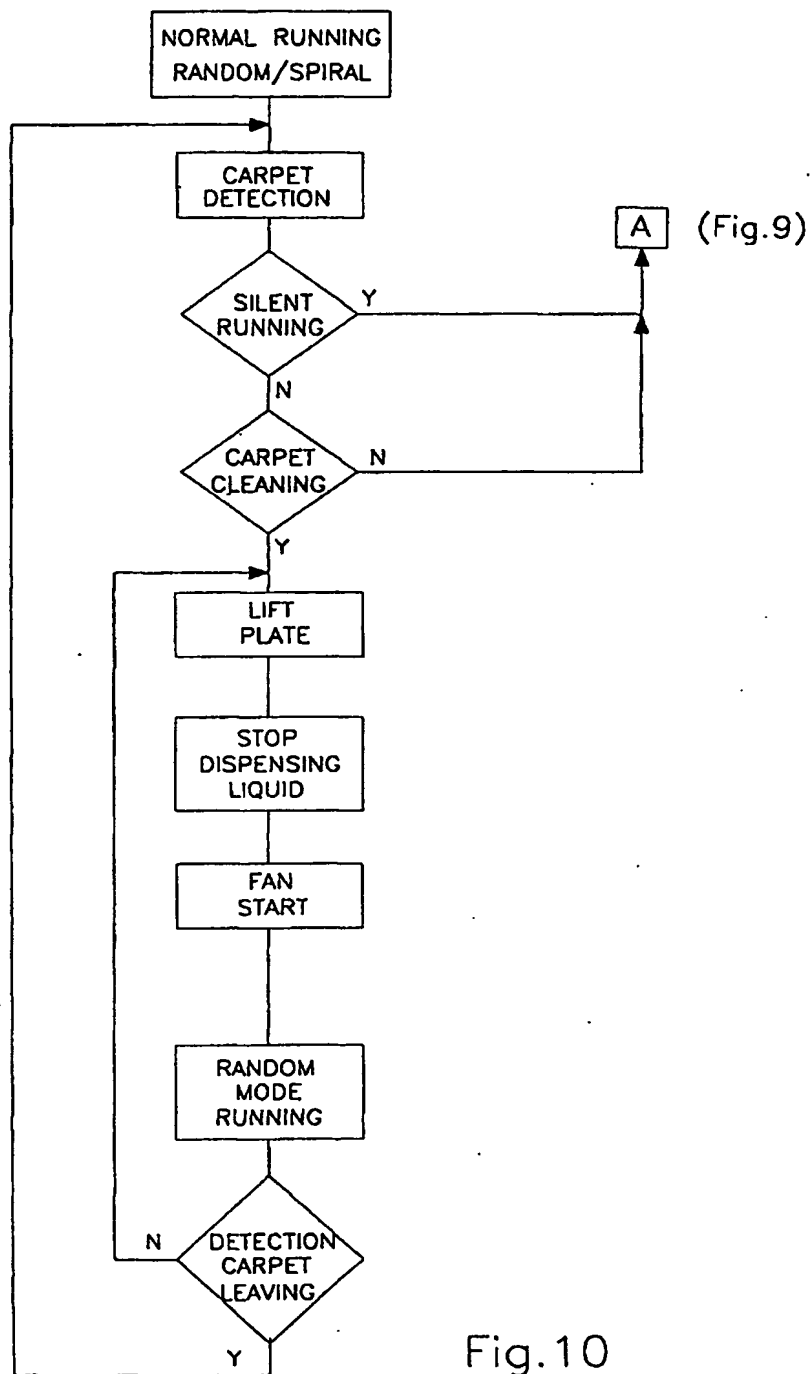 NORMAL RUNNING
RANDOM/SPIRAL
CARPET
DETECTION
A (Fig.9)
SILENT
RUNNING
Y
N
CARPET
CLEANING
N
Y
LIFT
PLATE
STOP
DISPENSING
LIQUID
FAN
START
RANDOM
MODE
RUNNING
N
DETECTION
CARPET
LEAVING
Y
Fig.10